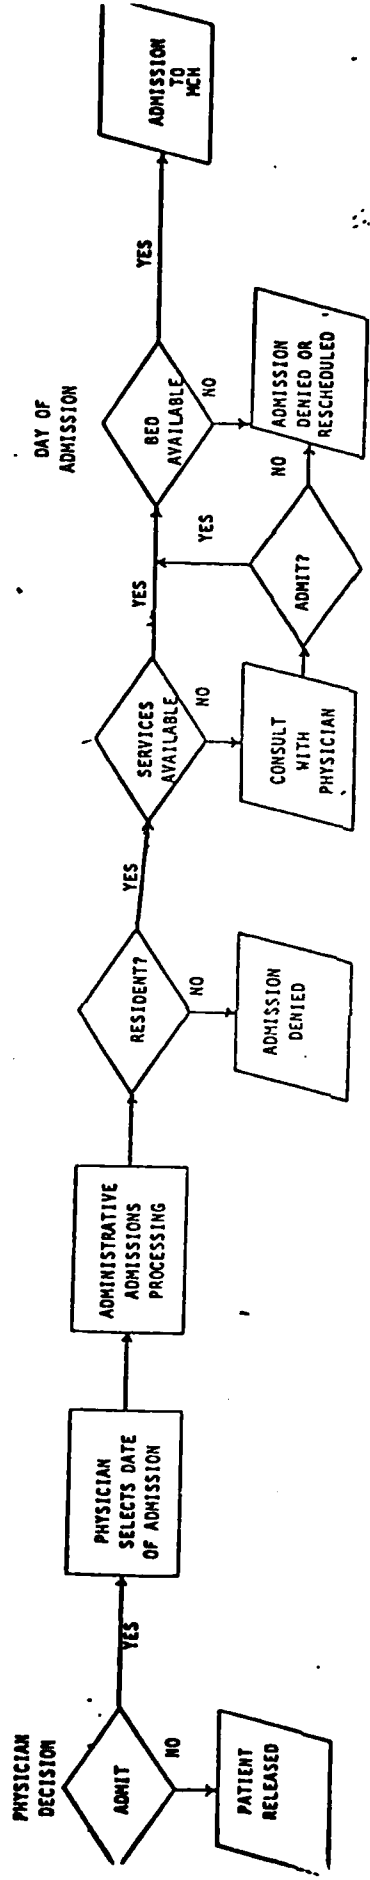 PHYSICIAN
DECISION
ADMIT
YES
NO
PATIENT
RELEASED
PHYSICIAN
SELECTS DATE
OF ADMISSION
ADMINISTRATIVE
ADMISSIONS
PROCESSING
RESIDENT?
YES
NO
ADMISSION
DENIED
SERVICES
AVAILABLE
YES
NO
CONSULT
WITH
PHYSICIAN
ADMIT?
YES
NO
DAY OF
ADMISSION
BED
AVAILABLE
YES
NO
ADMISSION
DENIED OR
RESCHEDULED
ADMISSION
TO
MCH